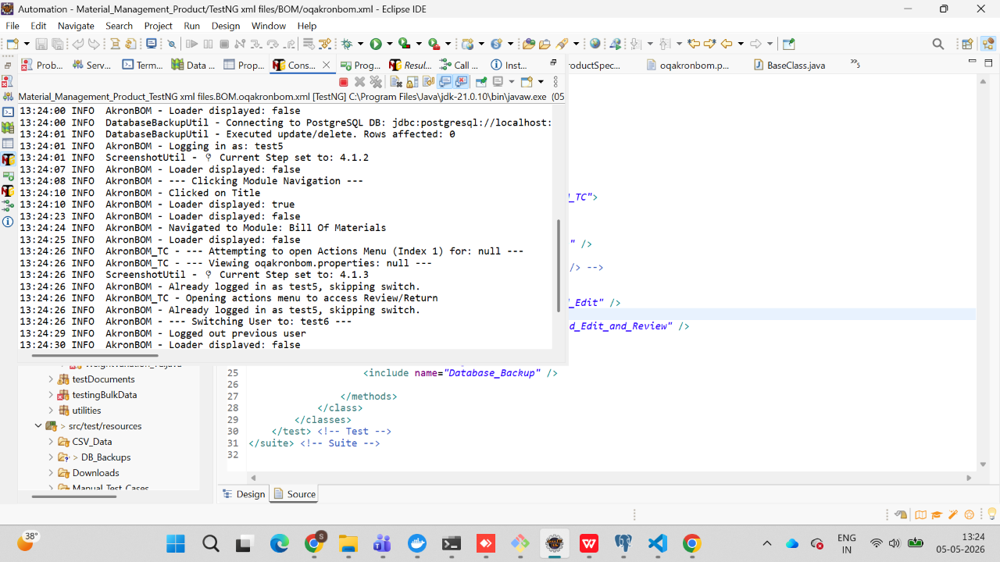 Automation - Material_Management_Product/TestNG xml files/BOM/oqakronbom.xml - Eclipse IDE
File Edit Navigate Search Project Run Design Window Help
Prob... Serv... Term... Data ... Prop... Cons... Prog... Resul... Call ... Inst... roductSpec... oqakronbom.p... BaseClass.java »5
Material_Management_Product_TestNG xml files.BOM.oqakronbom.xml [TestNG] C:\Program Files\Java\jdk-21.0.10\bin\javaw.exe (05
13:24:00 INFO AkronBOM - Loader displayed: false
13:24:00 INFO DatabaseBackupUtil - Connecting to PostgreSQL DB: jdbc:postgresql://localhost:
13:24:01 INFO DatabaseBackupUtil - Executed update/delete. Rows affected: 0
13:24:01 INFO AkronBOM - Logging in as: test5
13:24:01 INFO ScreenshotUtil - Current Step set to: 4.1.2
13:24:07 INFO AkronBOM - Loader displayed: false
13:24:08 INFO AkronBOM - --- Clicking Module Navigation ---
13:24:10 INFO AkronBOM - Clicked on Title
13:24:10 INFO AkronBOM - Loader displayed: true
13:24:23 INFO AkronBOM - Loader displayed: false
13:24:24 INFO AkronBOM - Navigated to Module: Bill Of Materials
13:24:25 INFO AkronBOM - Loader displayed: false
13:24:26 INFO AkronBOM_TC - --- Attempting to open Actions Menu (Index 1) for: null ---
13:24:26 INFO AkronBOM_TC - --- Viewing oqakronbom.properties: null ---
13:24:26 INFO ScreenshotUtil - Current Step set to: 4.1.3
13:24:26 INFO AkronBOM - Already logged in as test5, skipping switch.
13:24:26 INFO AkronBOM_TC - Opening actions menu to access Review/Return
13:24:26 INFO AkronBOM - Already logged in as test5, skipping switch.
13:24:26 INFO AkronBOM - --- Switching User to: test6 ---
13:24:29 INFO AkronBOM - Logged out previous user
13:24:30 INFO AkronBOM - Loader displayed: false
_TC">
" />
/> -->
_Edit" />
d_Edit_and_Review" />
testDocuments
testingBulkData
utilities
> src/test/resources
CSV_Data
> DB_Backups
Downloads
Manual_Test_Cases
25 <include name="Database_Backup" />
26
27 </methods>
28 </class>
29 </classes>
30 </test> <!-- Test -->
31 </suite> <!-- Suite -->
32
Design Source
38°
ENG
IN
13:24
05-05-2026